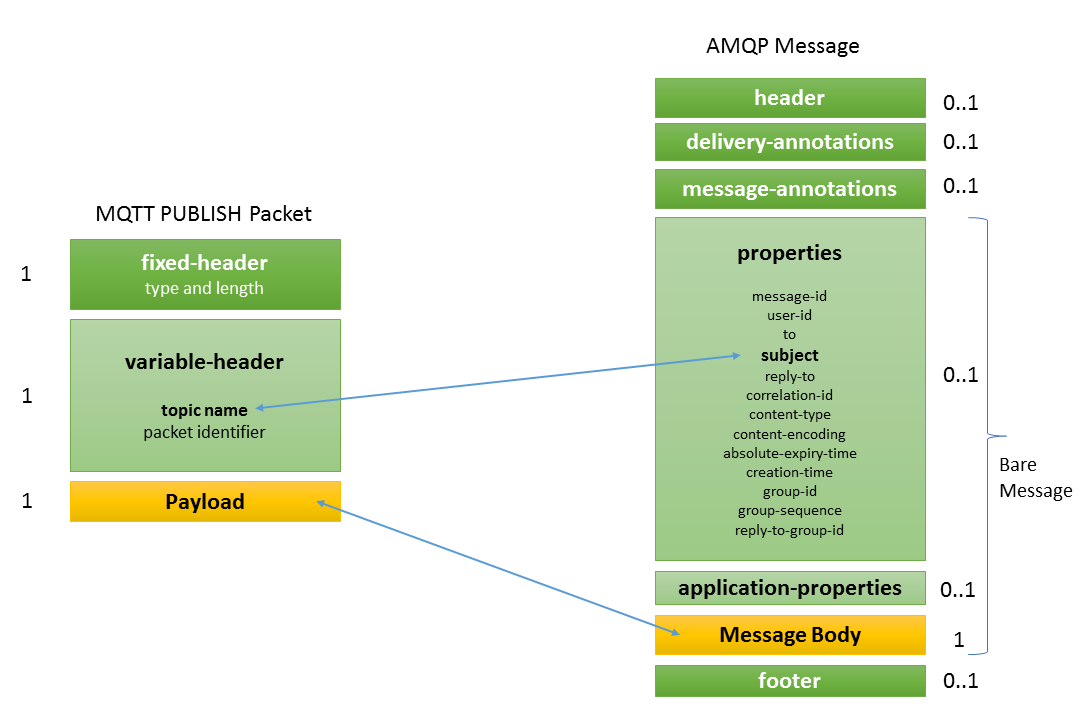 MQTT PUBLISH Packet
1
fixed-header
type and length
1
variable-header
topic name
packet identifier
1
Payload
AMQP Message
header
0..1
delivery-annotations
0..1
message-annotations
0..1
properties
message-id
user-id
to
subject
reply-to
correlation-id
content-type
content-encoding
absolute-expiry-time
creation-time
group-id
group-sequence
reply-to-group-id
0..1
application-properties
0..1
Message Body
1
footer
0..1
Bare
Message